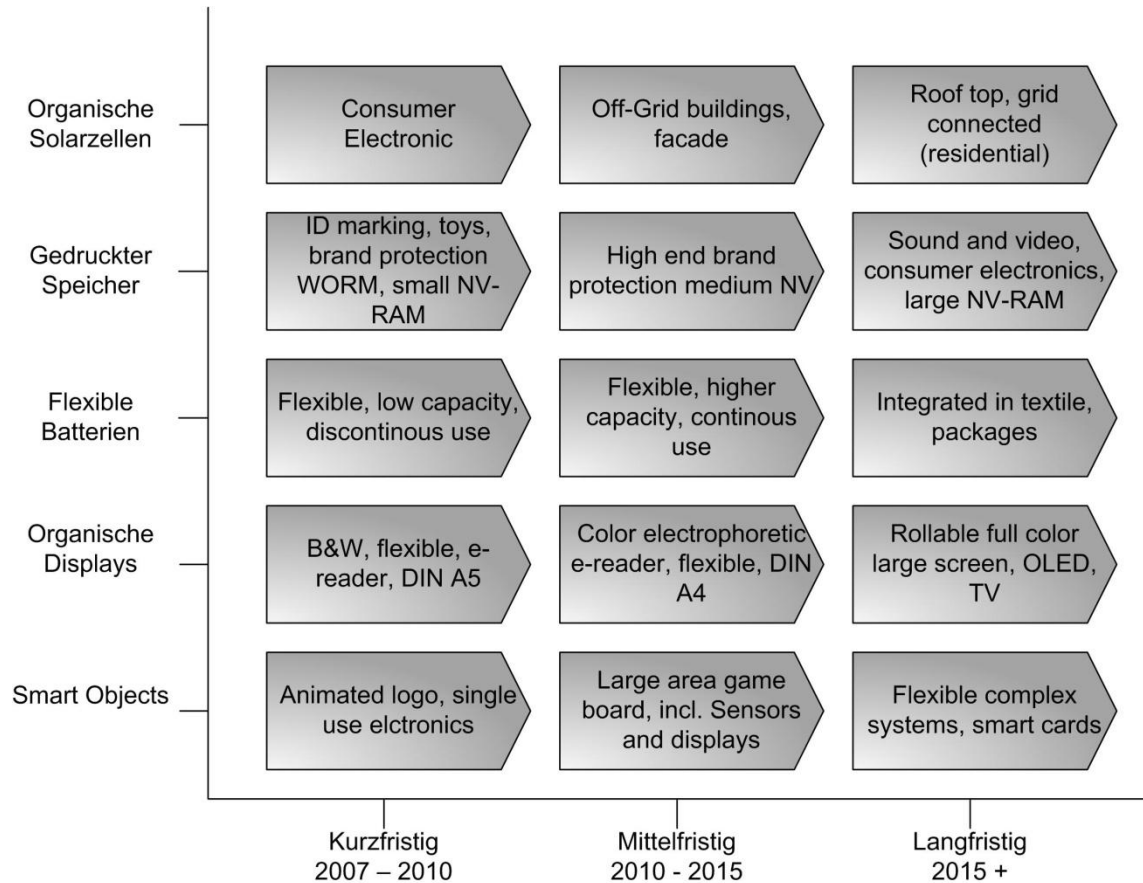 Organische
Solarzellen
Consumer
Electronic
Off-Grid buildings,
facade
Roof top, grid
connected
(residential)
Gedruckter
Speicher
ID marking, toys,
brand protection
WORM, small NV-
RAM
High end brand
protection medium NV
Sound and video,
consumer electronics,
large NV-RAM
Flexible
Batterien
Flexible, low capacity,
discontinous use
Flexible, higher
capacity, continous
use
Integrated in textile,
packages
Organische
Displays
B&W, flexible, e-
reader, DIN A5
Color electrophoretic
e-reader, flexible, DIN
A4
Rollable full color
large screen, OLED,
TV
Smart Objects
Animated logo, single
use elctronics
Large area game
board, incl. Sensors
and displays
Flexible complex
systems, smart cards
Kurzfristig
2007 – 2010
Mittelfristig
2010 - 2015
Langfristig
2015 +